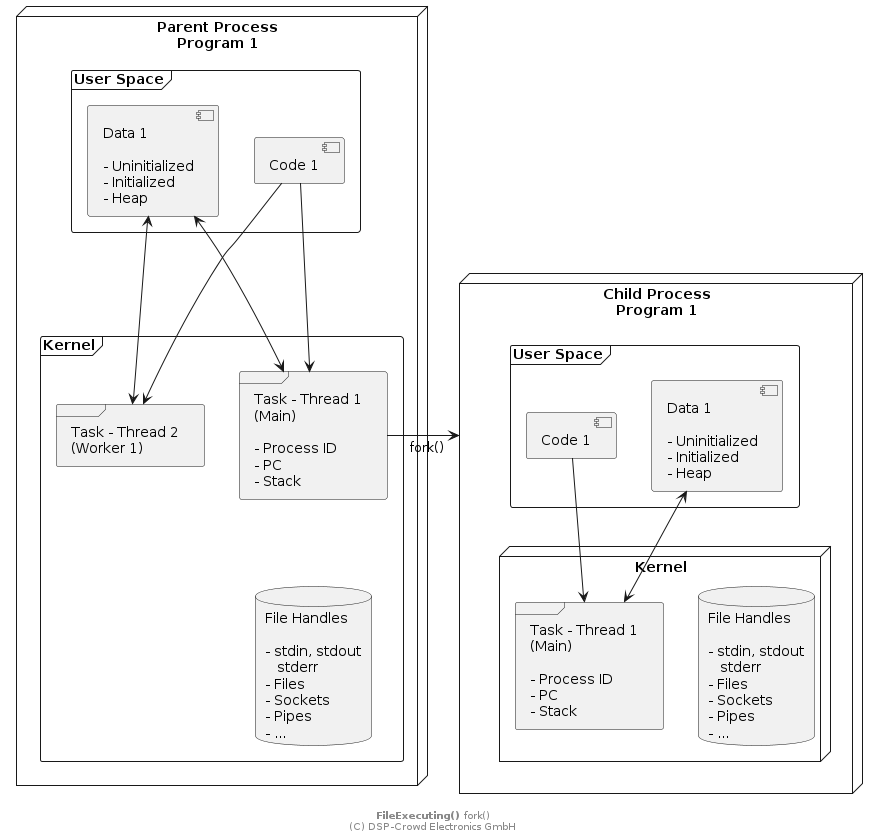 Parent Process
Program 1
User Space
Data 1
- Uninitialized
- Initialized
- Heap
Code 1
Kernel
Task - Thread 2
(Worker 1)
Task - Thread 1
(Main)
- Process ID
- PC
- Stack
File Handles
- stdin, stdout
stderr
- Files
- Sockets
- Pipes
- ...
fork()
Child Process
Program 1
User Space
Code 1
Data 1
- Uninitialized
- Initialized
- Heap
Kernel
Task - Thread 1
(Main)
- Process ID
- PC
- Stack
File Handles
- stdin, stdout
stderr
- Files
- Sockets
- Pipes
- ...
FileExecuting() fork()
(C) DSP-Crowd Electronics GmbH